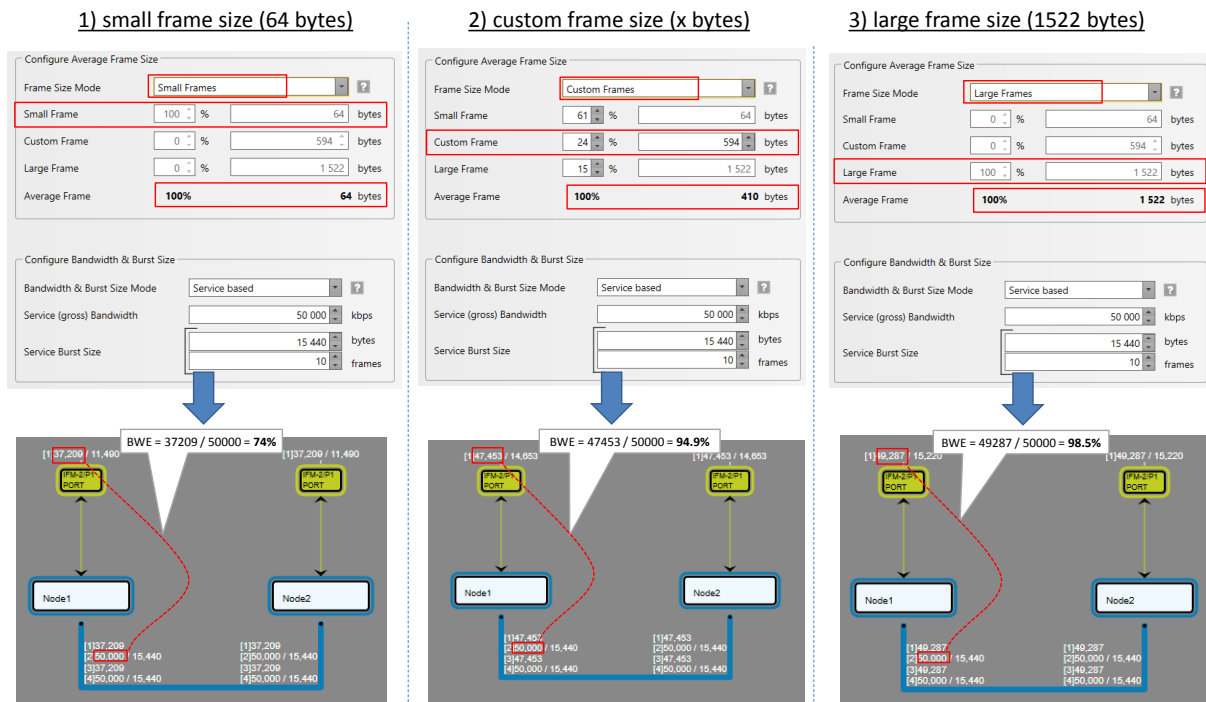 1) small frame size (64 bytes)
Configure Average Frame Size
Frame Size Mode Small Frames ?
Small Frame 100 % 64 bytes
Custom Frame 0 % 594 bytes
Large Frame 0 % 1 522 bytes
Average Frame 100% 64 bytes
Configure Bandwidth & Burst Size
Bandwidth & Burst Size Mode Service based ?
Service (gross) Bandwidth 50 000 kbps
Service Burst Size
15 440 bytes
10 frames
BWE = 37209 / 50000 = 74%
[1]37,209 / 11,490
[1]37,209 / 11,490
IFM-2/P1
PORT
IFM-2/P1
PORT
Node1
Node2
[1]37,209
[2]50,000 / 15,440
[3]37,209
[4]50,000 / 15,440
[1]37,209
[2]50,000 / 15,440
[3]37,209
[4]50,000 / 15,440
2) custom frame size (x bytes)
Configure Average Frame Size
Frame Size Mode Custom Frames ?
Small Frame 61 % 64 bytes
Custom Frame 24 % 594 bytes
Large Frame 15 % 1 522 bytes
Average Frame 100% 410 bytes
Configure Bandwidth & Burst Size
Bandwidth & Burst Size Mode Service based ?
Service (gross) Bandwidth 50 000 kbps
Service Burst Size
15 440 bytes
10 frames
BWE = 47453 / 50000 = 94.9%
[1]47,453 / 14,653
[1]47,453 / 14,653
IFM-2/P1
PORT
IFM-2/P1
PORT
Node1
Node2
[1]47,453
[2]50,000 / 15,440
[3]47,453
[4]50,000 / 15,440
[1]47,453
[2]50,000 / 15,440
[3]47,453
[4]50,000 / 15,440
3) large frame size (1522 bytes)
Configure Average Frame Size
Frame Size Mode Large Frames ?
Small Frame 0 % 64 bytes
Custom Frame 0 % 594 bytes
Large Frame 100 % 1 522 bytes
Average Frame 100% 1 522 bytes
Configure Bandwidth & Burst Size
Bandwidth & Burst Size Mode Service based ?
Service (gross) Bandwidth 50 000 kbps
Service Burst Size
15 440 bytes
10 frames
BWE = 49287 / 50000 = 98.5%
[1]49,287 / 15,220
[1]49,287 / 15,220
IFM-2/P1
PORT
IFM-2/P1
PORT
Node1
Node2
[1]49,287
[2]50,000 / 15,440
[3]49,287
[4]50,000 / 15,440
[1]49,287
[2]50,000 / 15,440
[3]49,287
[4]50,000 / 15,440